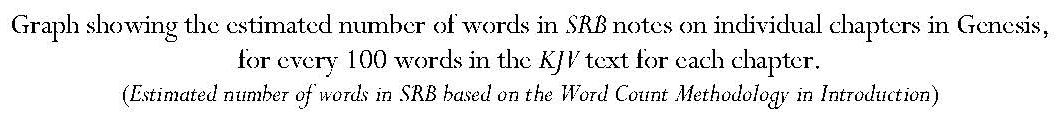 Graph showing the estimated number of words in SRB notes on individual chapters in Genesis,
for every 100 words in the KJV text for each chapter.
(Estimated number of words in SRB based on the Word Count Methodology in Introduction)